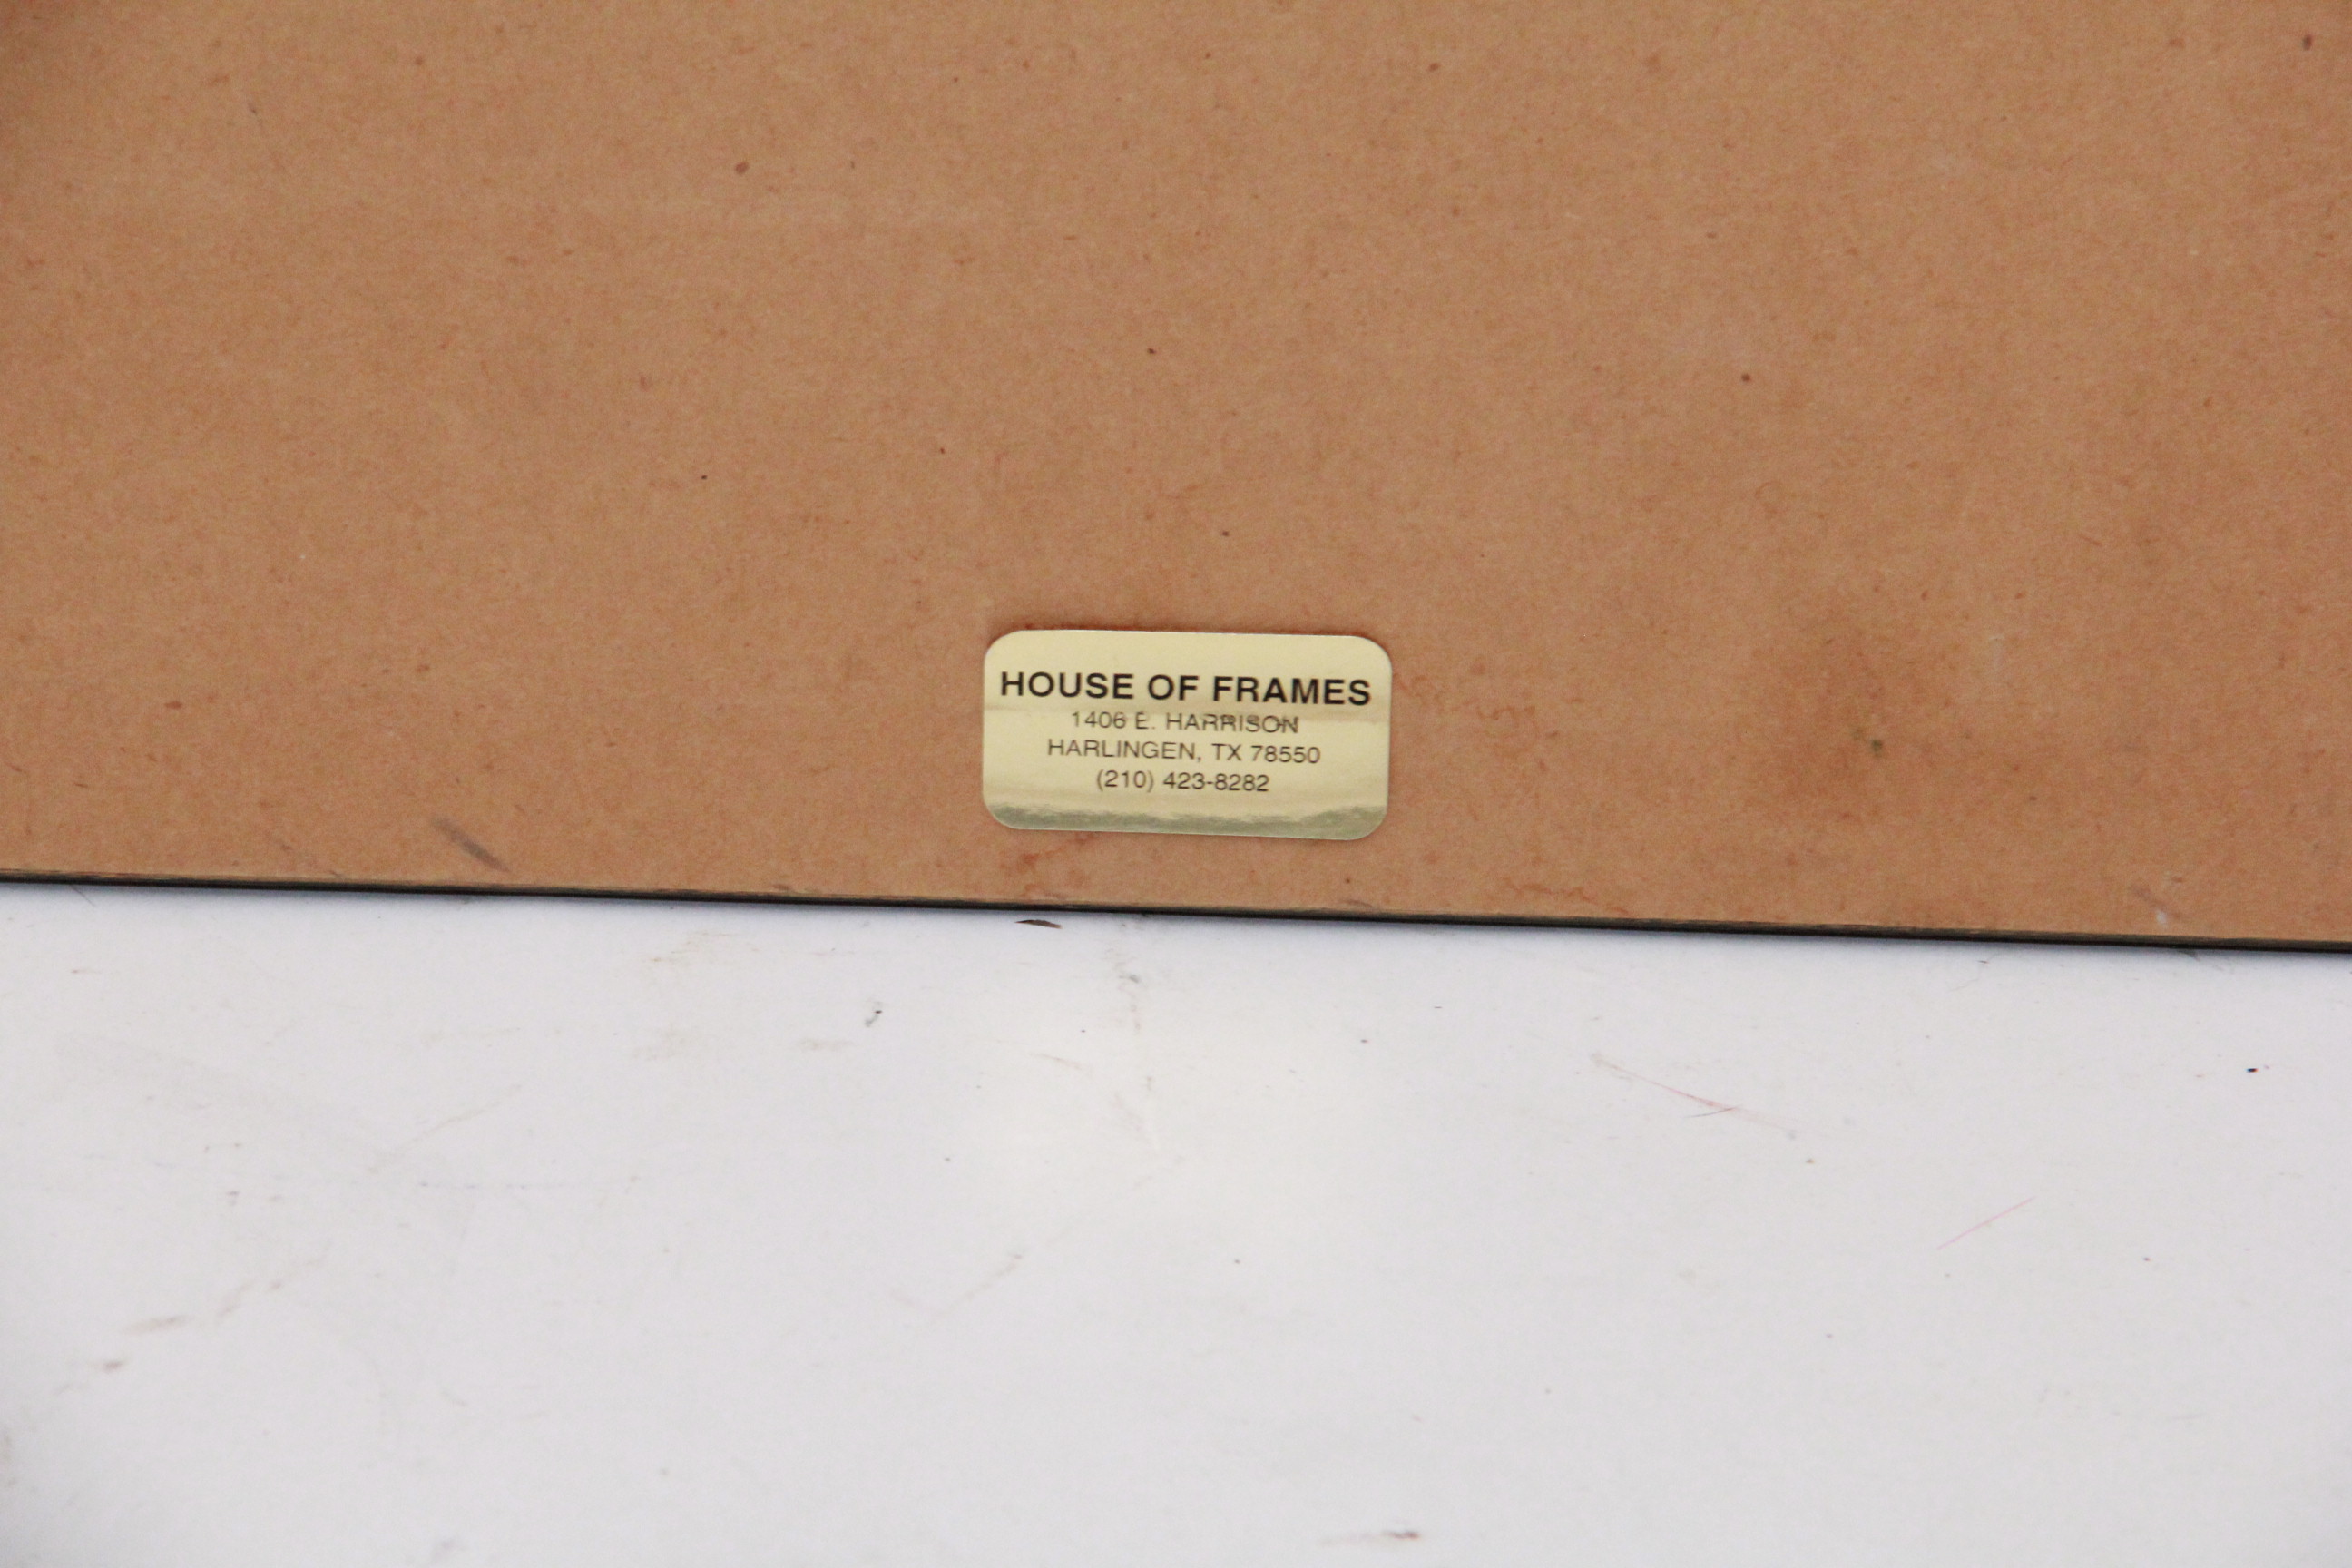 HOUSE OF FRAMES
1406 E. HARRISON
HARLINGEN, TX 78550
(210) 423-8282